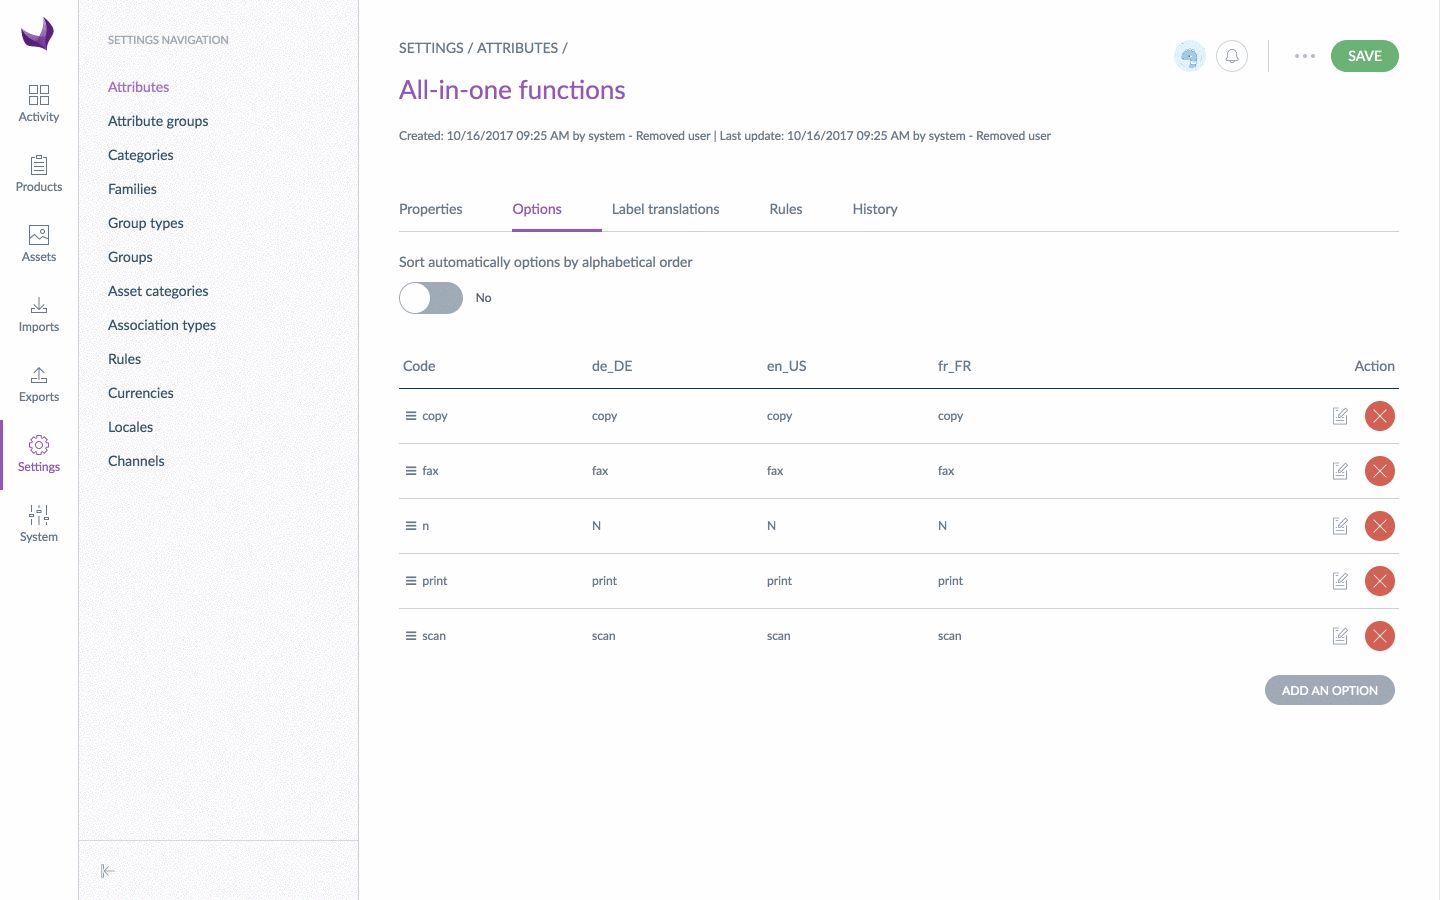 Activity
Products
Assets
Imports
Exports
Settings
System
SETTINGS NAVIGATION
Attributes
Attribute groups
Categories
Families
Group types
Groups
Asset categories
Association types
Rules
Currencies
Locales
Channels
SETTINGS / ATTRIBUTES /
SAVE
All-in-one functions
Created: 10/16/2017 09:25 AM by system - Removed user | Last update: 10/16/2017 09:25 AM by system - Removed user
Properties Options Label translations Rules History
Sort automatically options by alphabetical order
No
Code de_DE en_US fr_FR Action
copy copy copy copy
fax fax fax fax
n N N N
print print print print
scan scan scan scan
ADD AN OPTION